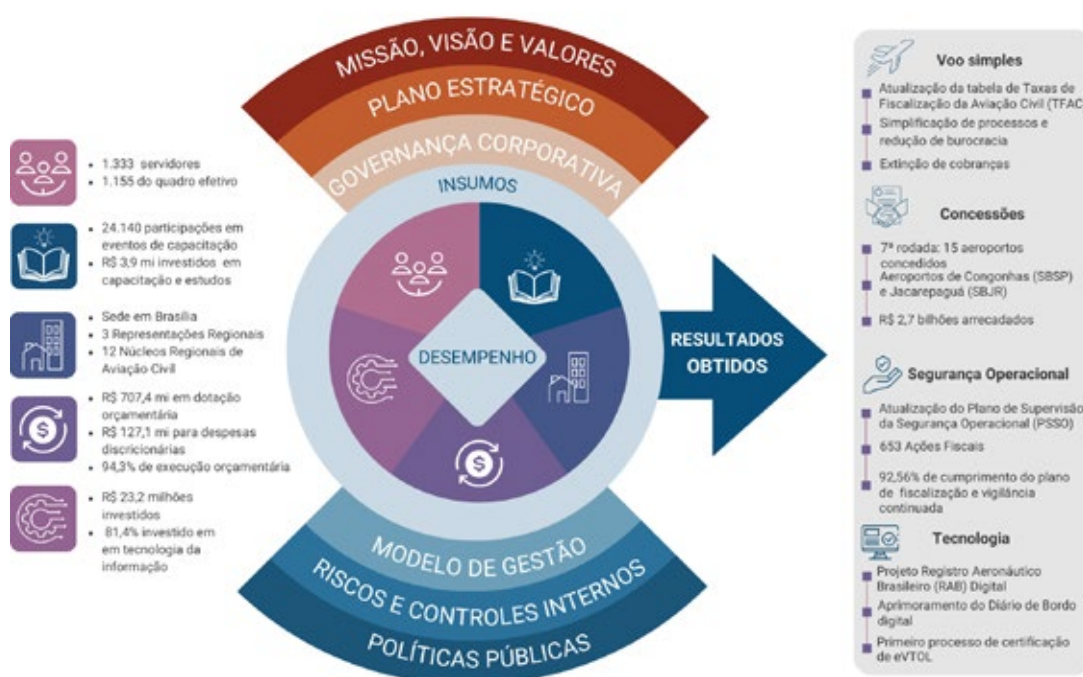 MISSÃO, VISÃO E VALORES
PLANO ESTRATÉGICO
GOVERNANÇA CORPORATIVA
INSUMOS
• 1.333 servidores
• 1.155 do quadro efetivo
• 24.140 participações em
eventos de capacitação
• R$ 3,9 mi investidos em
capacitação e estudos
• Sede em Brasília
• 3 Representações Regionais
• 12 Núcleos Regionais de
Aviação Civil
• R$ 707,4 mi em dotação
orçamentária
• R$ 127,1 mi para despesas
discricionárias
• 94,3% de execução orçamentária
• R$ 23,2 milhões
investidos
• 81,4% investido em
em tecnologia da
informação
DESEMPENHO
MODELO DE GESTÃO
RISCOS E CONTROLES INTERNOS
POLÍTICAS PÚBLICAS
RESULTADOS
OBTIDOS
Voo simples
Atualização da tabela de Taxas de
Fiscalização da Aviação Civil (TFAC)
Simplificação de processos e
redução de burocracia
Extinção de cobranças
Concessões
7ª rodada: 15 aeroportos
concedidos
Aeroportos de Congonhas (SBSP)
e Jacarepaguá (SBJR)
R$ 2,7 bilhões arrecadados
Segurança Operacional
Atualização do Plano de Supervisão
da Segurança Operacional (PSSO)
653 Ações Fiscais
92,56% de cumprimento do plano
de fiscalização e vigilância
continuada
Tecnologia
Projeto Registro Aeronáutico
Brasileiro (RAB) Digital
Aprimoramento do Diário de Bordo
digital
Primeiro processo de certificação
de eVTOL